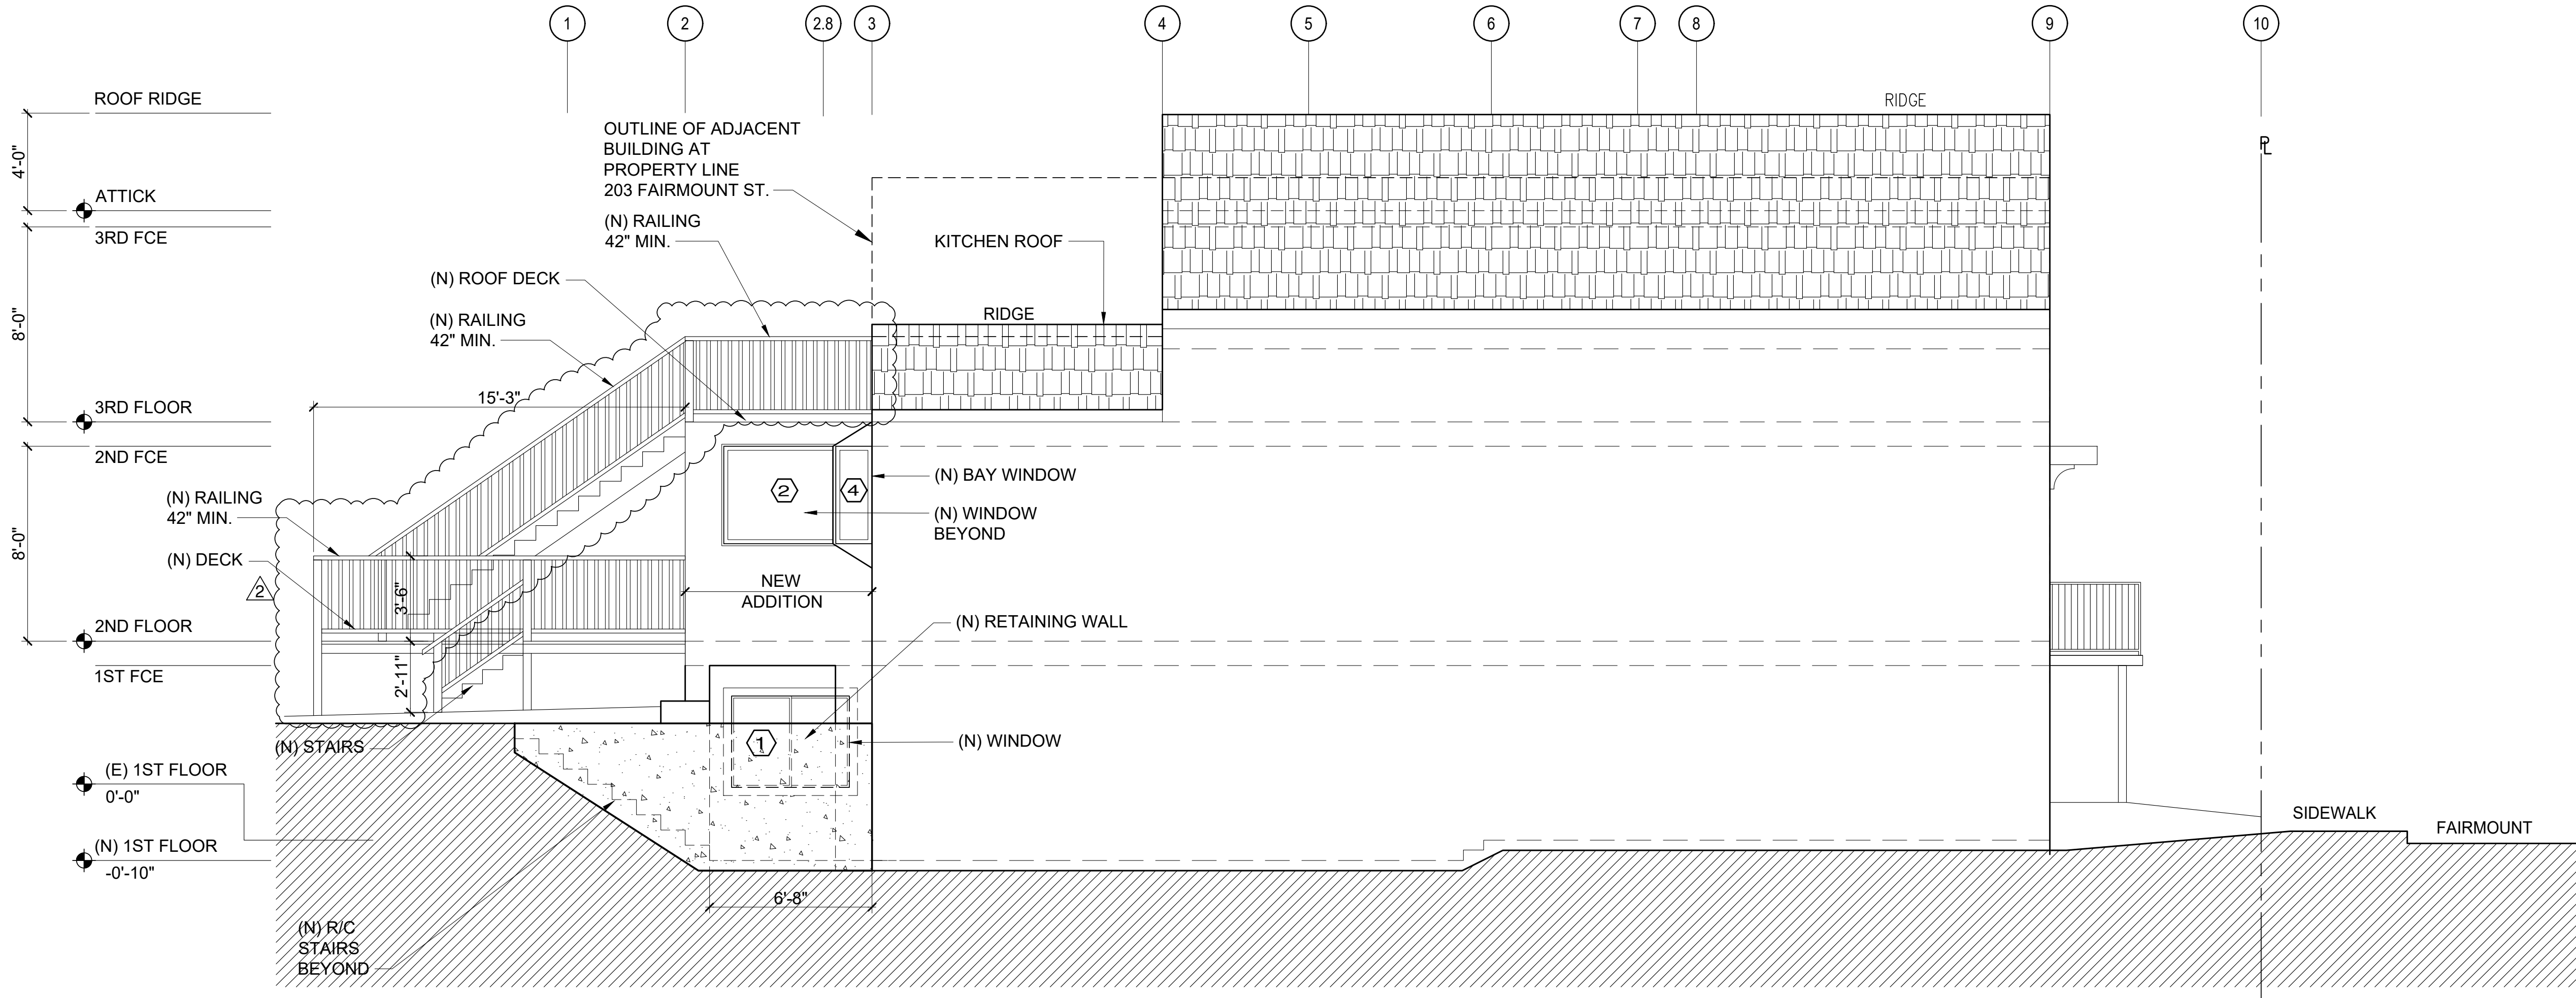 1
2
2.8
3
4
5
6
7
8
9
10
ROOF RIDGE
4'-0"
ATTICK
3RD FCE
8'-0"
3RD FLOOR
2ND FCE
8'-0"
2ND FLOOR
1ST FCE
(E) 1ST FLOOR
0'-0"
(N) 1ST FLOOR
-0'-10"
OUTLINE OF ADJACENT
BUILDING AT
PROPERTY LINE
203 FAIRMOUNT ST.
(N) RAILING
42" MIN.
(N) ROOF DECK
(N) RAILING
42" MIN.
15'-3"
(N) RAILING
42" MIN.
(N) DECK
2
3'-6"
2'-11"
(N) STAIRS
(N) R/C
STAIRS
BEYOND
KITCHEN ROOF
RIDGE
RIDGE
PL
2
4
(N) BAY WINDOW
(N) WINDOW
BEYOND
NEW
ADDITION
(N) RETAINING WALL
1
(N) WINDOW
6'-8"
SIDEWALK
FAIRMOUNT